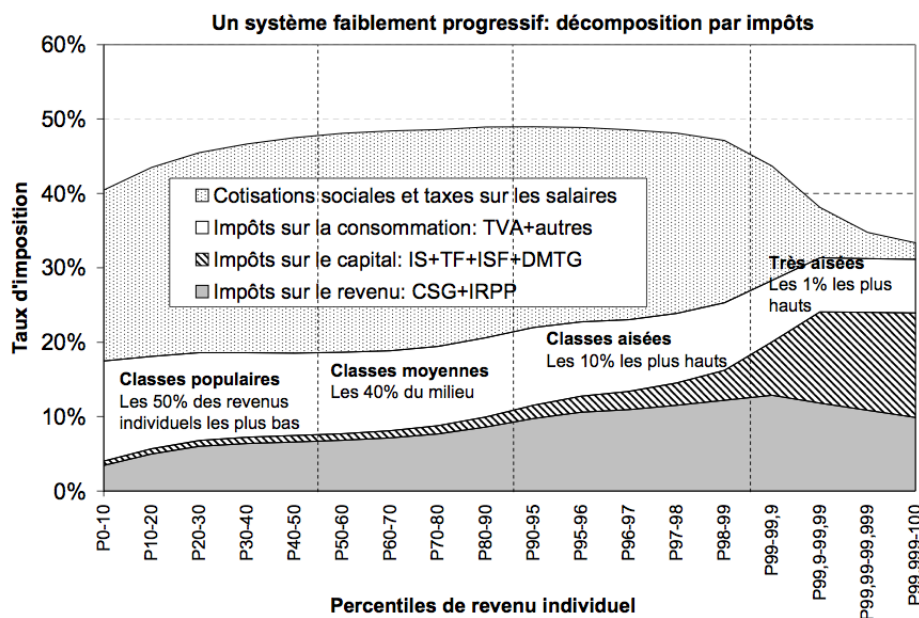 Un système faiblement progressif: décomposition par impôts
Taux d'imposition
60%
50%
40%
30%
20%
10%
0%
Cotisations sociales et taxes sur les salaires
Impôts sur la consommation: TVA+autres
Impôts sur le capital: IS+TF+ISF+DMTG
Impôts sur le revenu: CSG+IRPP
Classes populaires
Les 50% des revenus
individuels les plus bas
Classes moyennes
Les 40% du milieu
Classes aisées
Les 10% les plus hauts
Très aisées
Les 1% les plus
hauts
P0-10
P10-20
P20-30
P30-40
P40-50
P50-60
P60-70
P70-80
P80-90
P90-95
P95-96
P96-97
P97-98
P98-99
P99-99,9
P99,9-99,99
P99,99-99,999
P99,999-100
Percentiles de revenu individuel